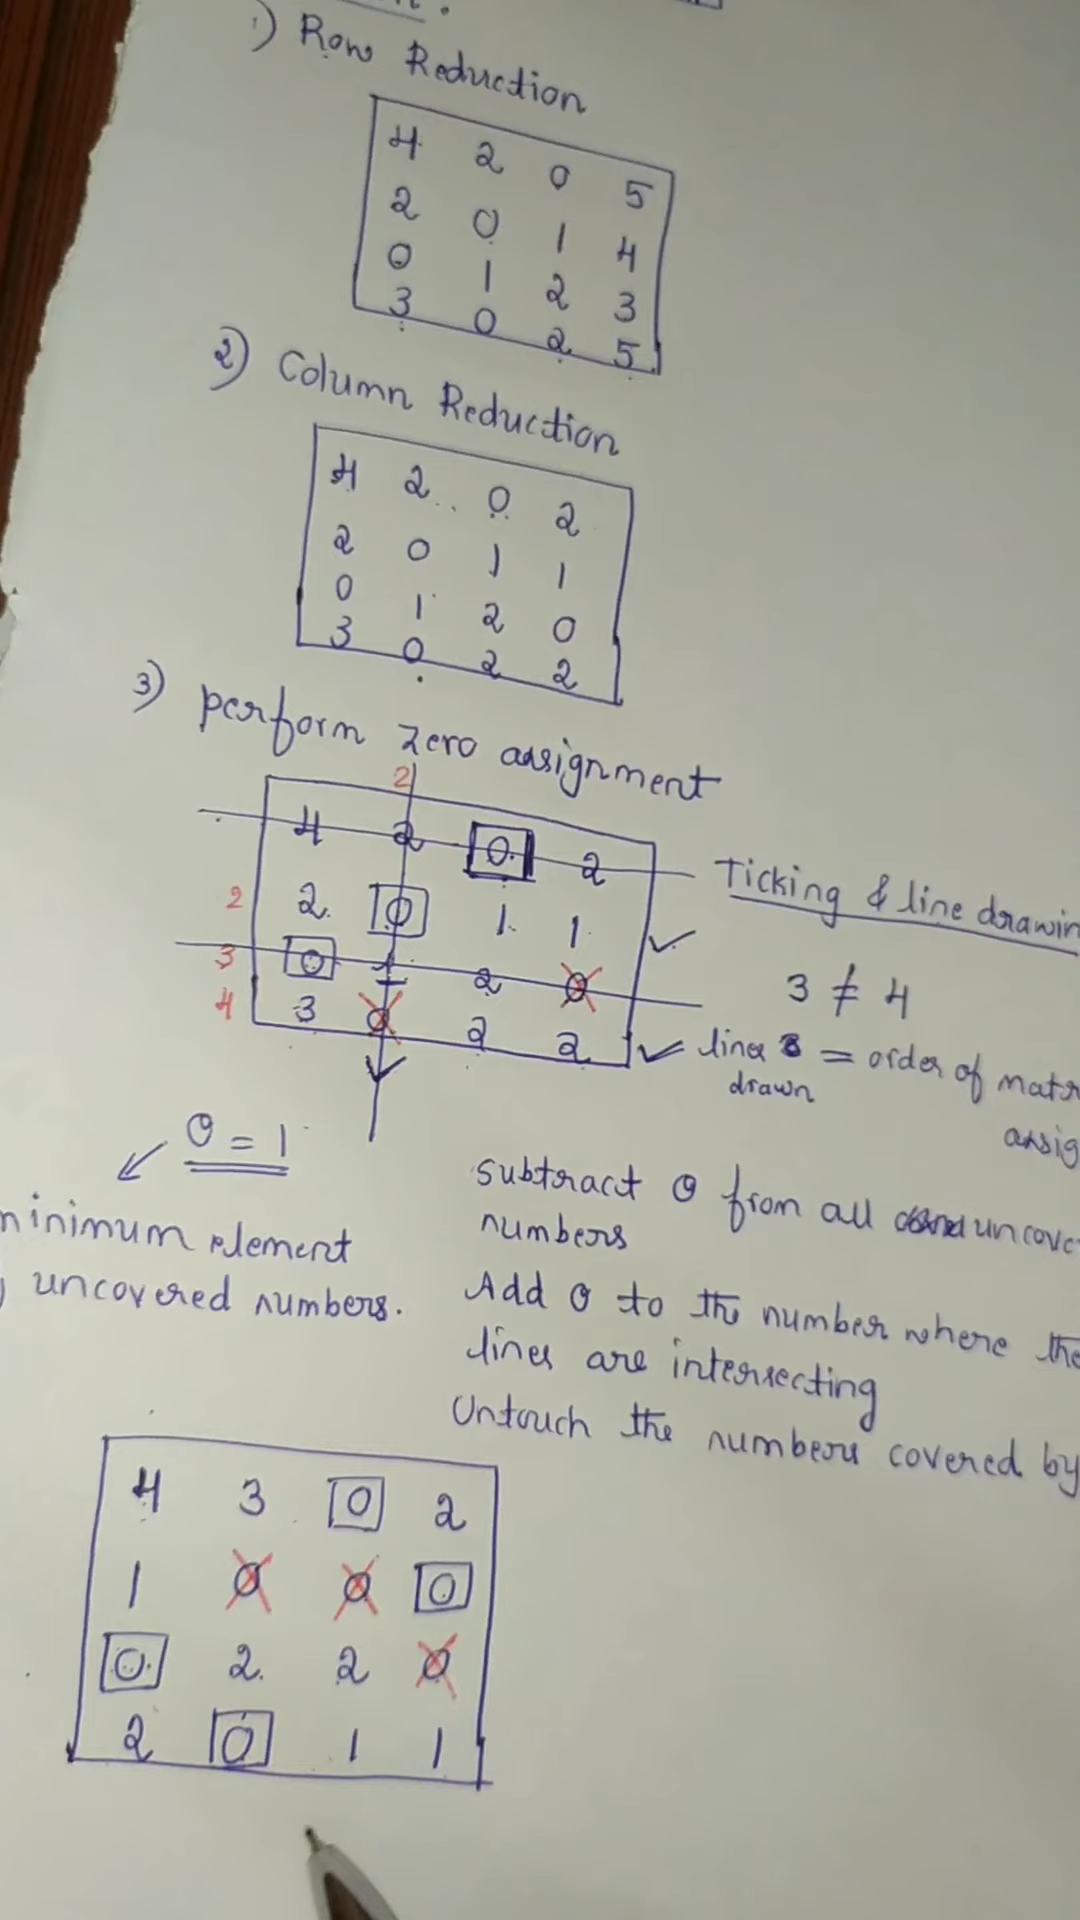 1) Row Reduction
4 2 0 5
2 0 1 4
0 1 2 3
3 0 2 5
2) Column Reduction
4 2 0 2
2 0 1 1
0 1 2 0
3 0 2 2
3) perform zero assignment
2
4 2 0 2
2 2 0 1 1 ✓
3 0 1 2 0
4 3 0 2 2 ✓
Ticking & line drawin
3 ≠ 4
lines = order of matr
drawn
assig
θ = 1
minimum element
uncovered numbers.
subtract θ from all uncove
numbers
Add θ to the number where the
lines are intersecting
Untouch the numbers covered by
4 3 0 2
1 0 0 0
0 2 2 0
2 0 1 1